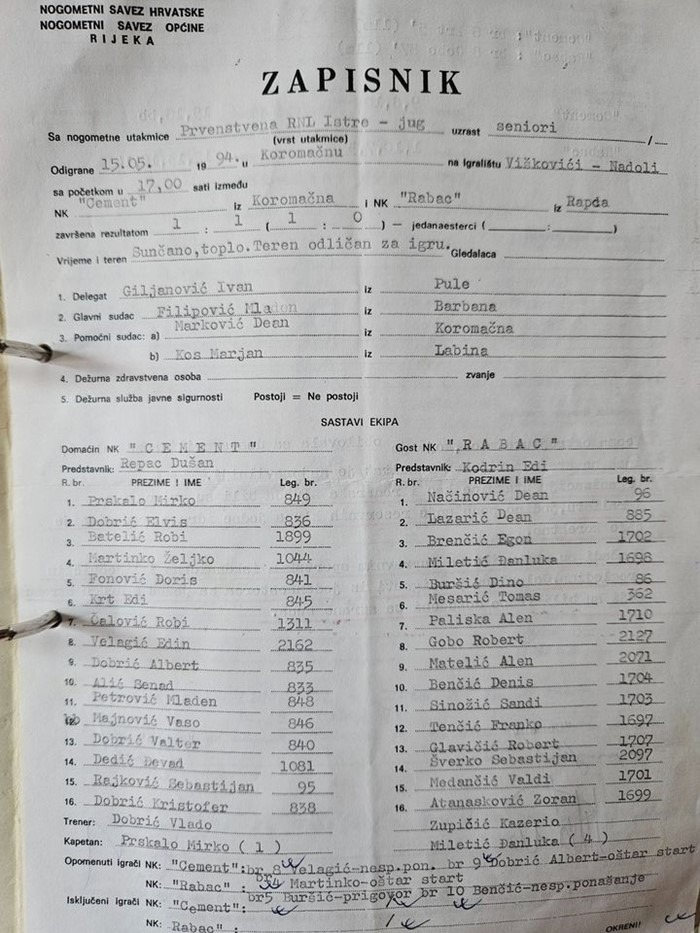 NOGOMETNI SAVEZ HRVATSKE
NOGOMETNI SAVEZ OPĆINE
RIJEKA
ZAPISNIK
Sa nogometne utakmice Prvenstvena RNL Istre - jug uzrast seniori /
(vrst utakmice)
Odigrane 15.05. 1994. u Koromačnu na igralištu Viškovići - Nadoli
sa početkom u 17,00 sati između
NK "Cement" iz Koromačna i NK "Rabac" iz Rapda
završena rezultatom 1 : 1 ( 1 : 0 ) — jedanaesterci ( : )
Vrijeme i teren Sunčano,toplo.Teren odličan za igru. Gledalaca
1. Delegat Giljanović Ivan iz Pule
2. Glavni sudac Filipović Mladen iz Barbana
3. Pomoćni sudac: a) Marković Dean iz Koromačna
b) Kos Marjan iz Labina
4. Dežurna zdravstvena osoba zvanje
5. Dežurna služba javne sigurnosti Postoji = Ne postoji
SASTAVI EKIPA
Domaćin NK "CEMENT"
Predstavnik: Repac Dušan
R. br. PREZIME I IME Leg. br.
1. Prskalo Mirko 849
2. Dobrić Elvis 836
3. Batelić Robi 1899
4. Martinko Željko 1044
5. Fonović Doris 841
6. Krt Edi 845
7. Čalović Robi 1311
8. Velagić Edin 2162
9. Dobrić Albert 835
10. Alić Senad 833
11. Petrović Mladen 848
12. Majnović Vaso 846
13. Dobrić Valter 840
14. Dedić Devad 1081
15. Rajković Sebastijan 95
16. Dobrić Kristofer 838
Trener: Dobrić Vlado
Kapetan: Prskalo Mirko ( 1 )
Gost NK "RABAC"
Predstavnik: Kodrin Edi
R. br. PREZIME I IME Leg. br.
1. Načinović Dean 96
2. Lazarić Dean 885
3. Brenčić Egon 1702
4. Miletić Đanluka 1698
5. Buršić Dino 86
6. Mesarić Tomas 362
7. Paliska Alen 1710
8. Gobo Robert 2127
9. Matelić Alen 2071
10. Benčić Denis 1704
11. Sinožić Sandi 1703
12. Tenčić Franko 1697
13. Glavičić Robert 1707
14. Šverko Sebastijan 2097
15. Medančić Valdi 1701
16. Atanasković Zoran 1699
Zupičić Kazerio
Miletić Đanluka ( 4 )
Opomenuti igrači NK: "Cement":br 8 Velagić-nesp.pon. br 9 Dobrić Albert-oštar start
br 4 Martinko-oštar start
NK: "Rabac" : br5 Buršić-prigovor br 10 Benčić-nesp.ponašanje
Isključeni igrači NK: "Cement": /
NK: Rabac" : /
OKRENI!